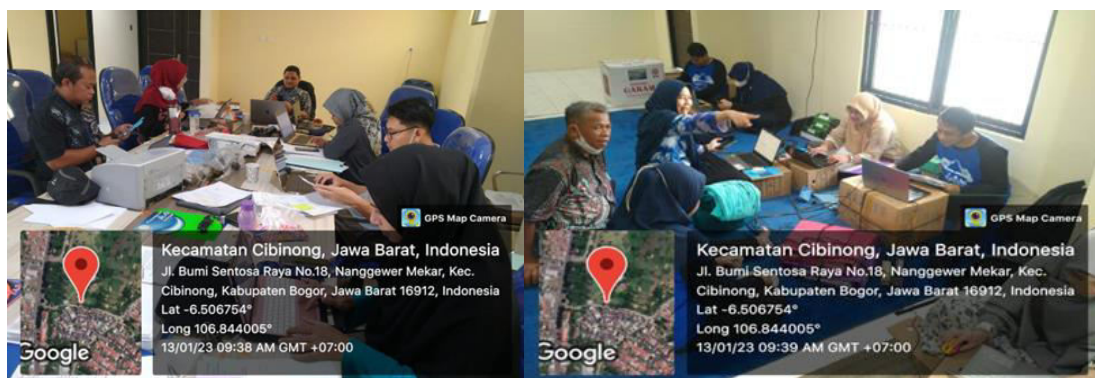 GPS Map Camera
Kecamatan Cibinong, Jawa Barat, Indonesia
Jl. Bumi Sentosa Raya No.18, Nanggewer Mekar, Kec.
Cibinong, Kabupaten Bogor, Jawa Barat 16912, Indonesia
Lat -6.506754°
Long 106.844005°
13/01/23 09:38 AM GMT +07:00
Google
GARAM
GPS Map Camera
Kecamatan Cibinong, Jawa Barat, Indonesia
Jl. Bumi Sentosa Raya No.18, Nanggewer Mekar, Kec.
Cibinong, Kabupaten Bogor, Jawa Barat 16912, Indonesia
Lat -6.506754°
Long 106.844005°
13/01/23 09:39 AM GMT +07:00
Google